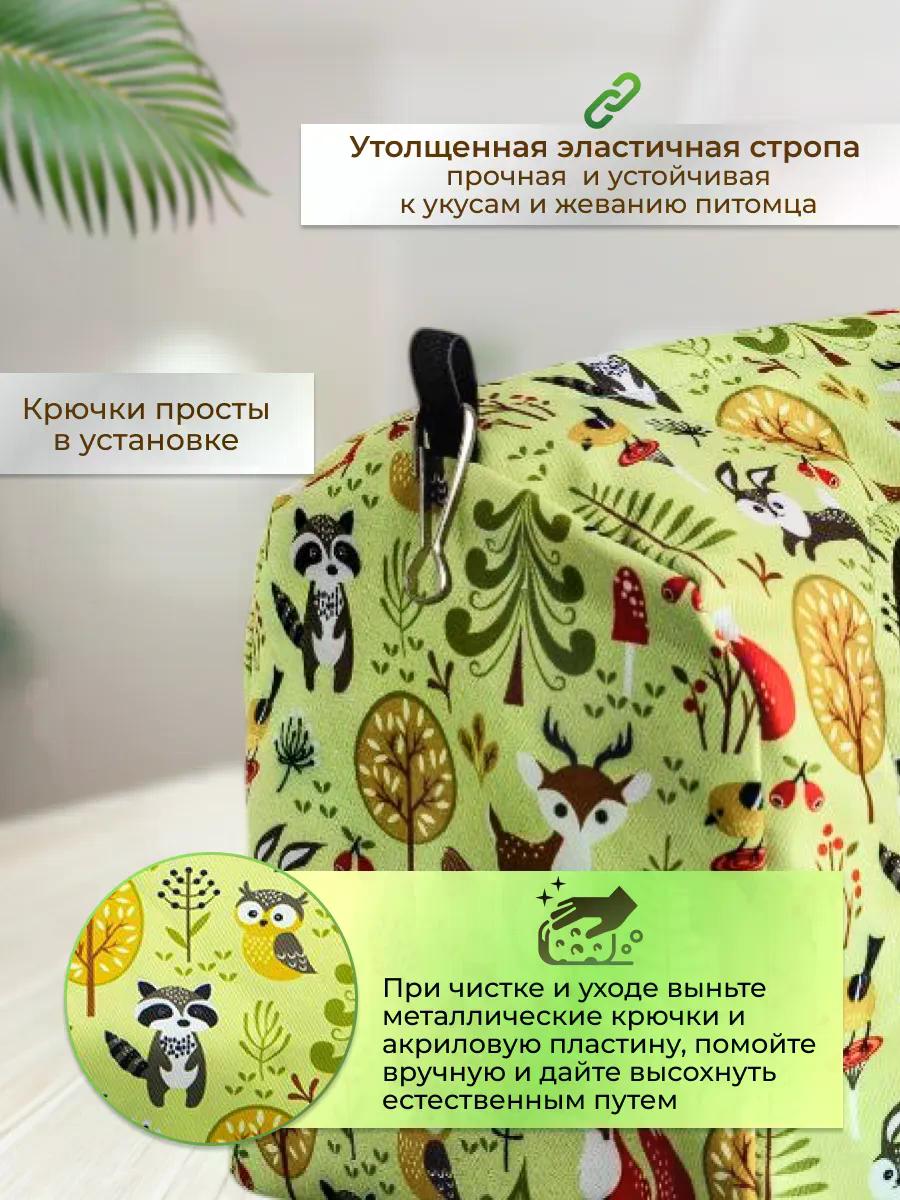 Утолщенная эластичная стропа
прочная и устойчивая
к укусам и жеванию питомца
Крючки просты
в установке
При чистке и уходе выньте
металлические крючки и
акриловую пластину, помойте
вручную и дайте высохнуть
естественным путем